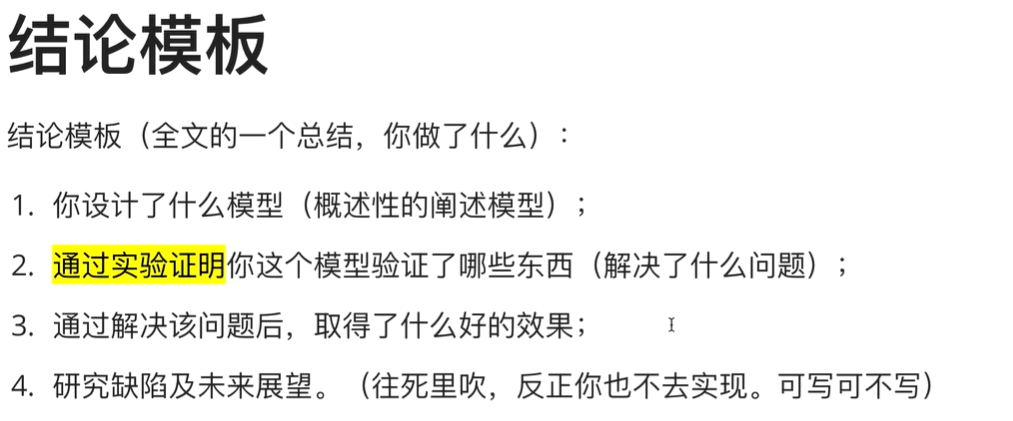 结论模板
结论模板（全文的一个总结，你做了什么）：
1. 你设计了什么模型（概述性的阐述模型）；
2. 通过实验证明你这个模型验证了哪些东西（解决了什么问题）；
3. 通过解决该问题后，取得了什么好的效果；
4. 研究缺陷及未来展望。（往死里吹，反正你也不去实现。可写可不写）